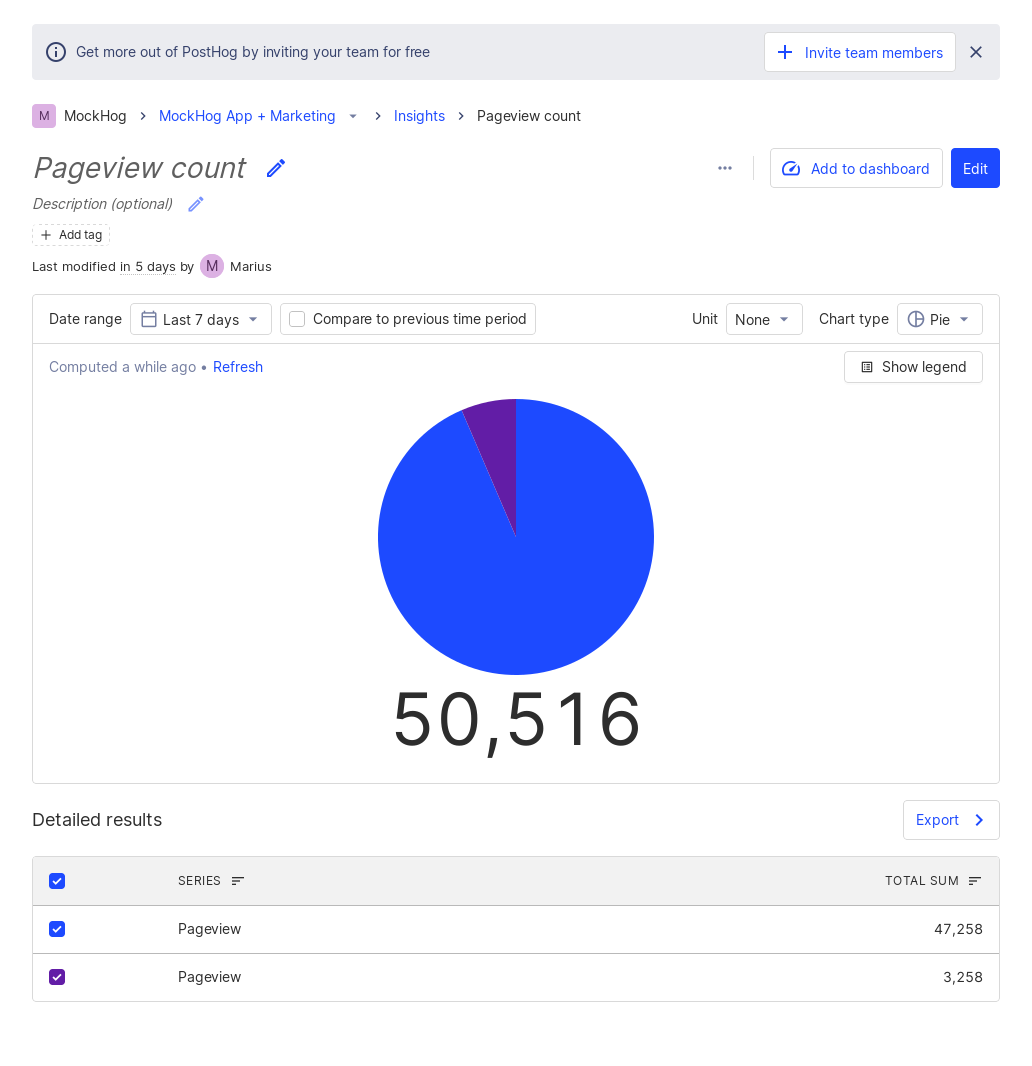 Get more out of PostHog by inviting your team for free
Invite team members
M MockHog MockHog App + Marketing Insights Pageview count
Pageview count
Add to dashboard Edit
Description (optional)
Add tag
Last modified in 5 days by M Marius
Date range Last 7 days Compare to previous time period Unit None Chart type Pie
Computed a while ago • Refresh Show legend
50,516
Detailed results Export
SERIES TOTAL SUM
Pageview 47,258
Pageview 3,258